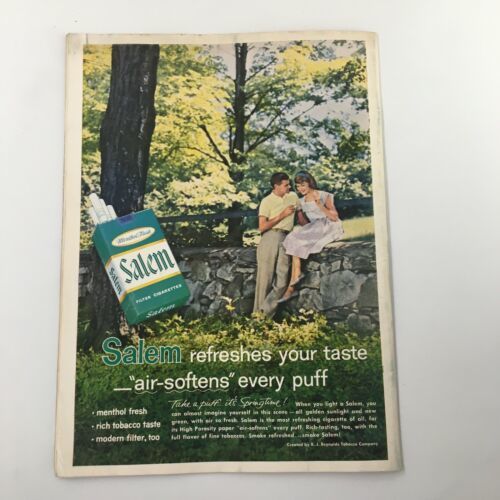 Menthol Fresh
Salem
FILTER CIGARETTES
Salem
Salem
Salem refreshes your taste
—"air-softens" every puff
• menthol fresh
• rich tobacco taste
• modern filter, too
Take a puff...it's Springtime! When you light a Salem, you
can almost imagine yourself in this scene—all golden sunlight and new
green, with air so fresh. Salem is the most refreshing cigarette of all, for
its High Porosity paper "air-softens" every puff. Rich-tasting, too, with the
full flavor of fine tobaccos. Smoke refreshed...smoke Salem!
Created by R. J. Reynolds Tobacco Company